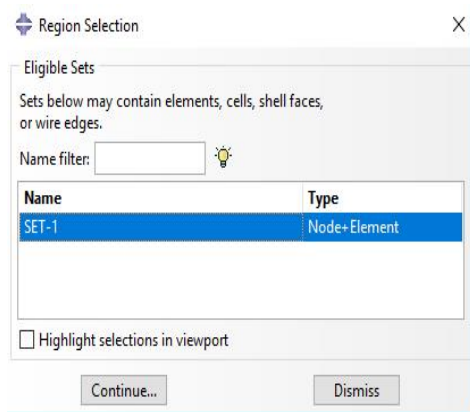 Region Selection
X
Eligible Sets
Sets below may contain elements, cells, shell faces,
or wire edges.
Name filter:
Name Type
SET-1 Node+Element
Highlight selections in viewport
Continue... Dismiss